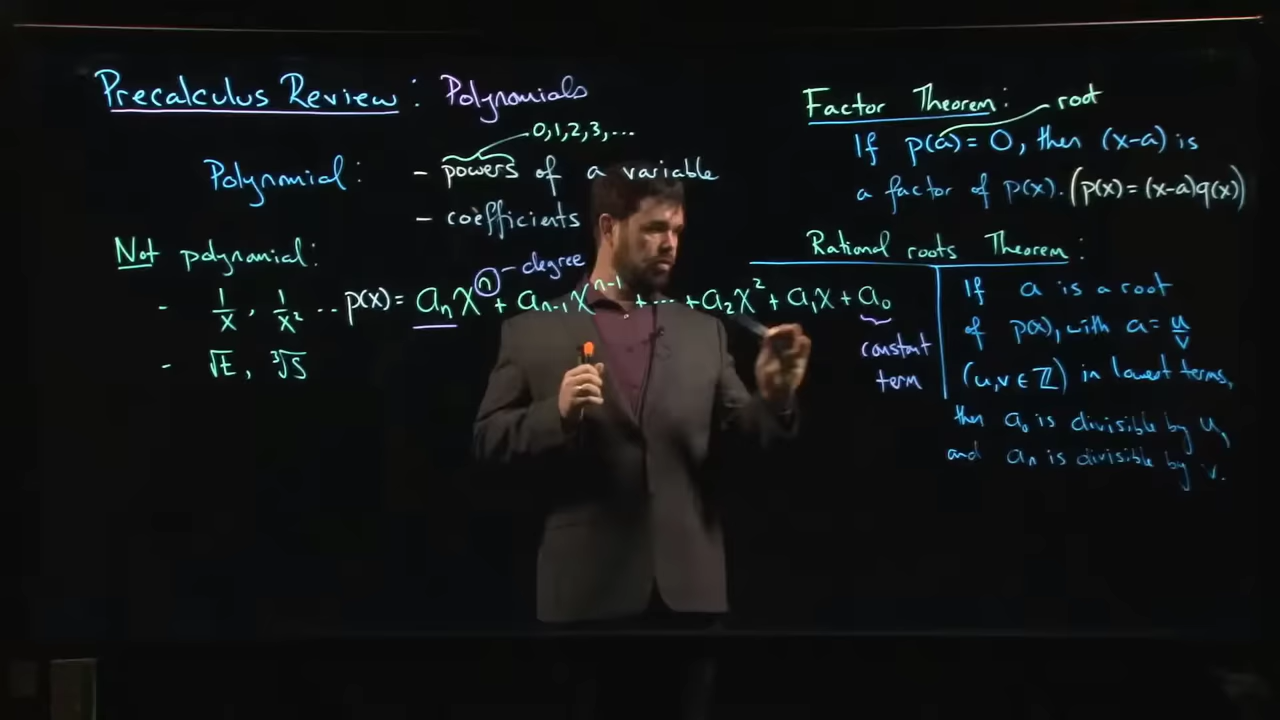 Precalculus Review: Polynomials
0,1,2,3,...
Polynomial: - powers of a variable
- coefficients
Not polynomial:
- 1/x, 1/x² ...
- √t, ³√s
degree
p(x) = aₙxⁿ + aₙ₋₁xⁿ⁻¹ + ... + a₂x² + a₁x + a₀
constant
term
Factor Theorem: root
If p(a) = 0, then (x-a) is
a factor of p(x). (p(x) = (x-a)q(x))
Rational roots Theorem:
If a is a root
of p(x), with a = u/v
(u,v ∈ ℤ) in lowest terms,
then a₀ is divisible by u,
and aₙ is divisible by v.